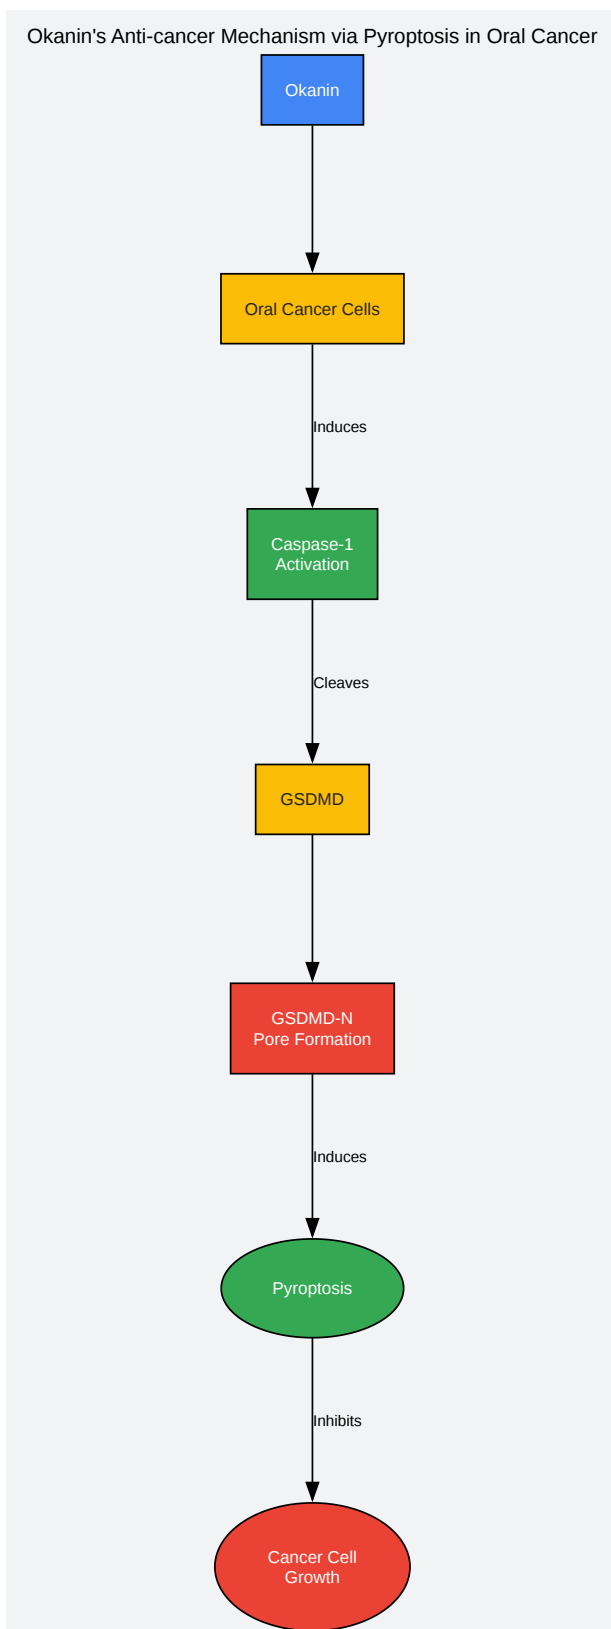 Okanin's Anti-cancer Mechanism via Pyroptosis in Oral Cancer
Okanin
Oral Cancer Cells
Induces
Caspase-1
Activation
Cleaves
GSDMD
GSDMD-N
Pore Formation
Induces
Pyroptosis
Inhibits
Cancer Cell
Growth